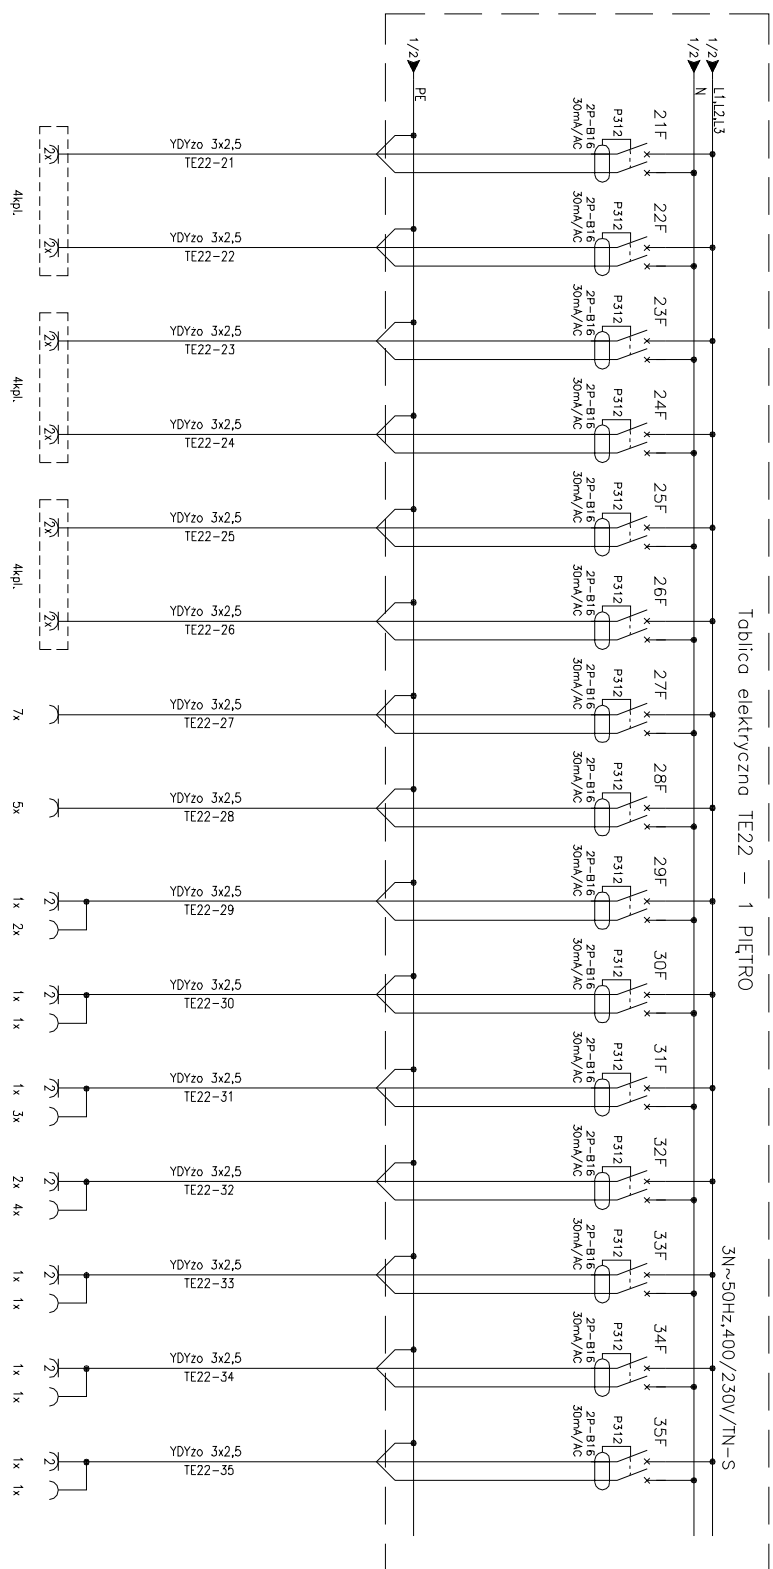 Tablica elektryczna TE22 - 1 PIĘTRO
3N~50Hz,400/230V/TN-S
1/2
L1,L2,L3
1/2
N
1/2
PE
21F
P312
2P-B16
30mA/AC
YDYżo 3x2,5
TE22-21
2x
22F
P312
2P-B16
30mA/AC
YDYżo 3x2,5
TE22-22
2x
4kpl.
23F
P312
2P-B16
30mA/AC
YDYżo 3x2,5
TE22-23
2x
24F
P312
2P-B16
30mA/AC
YDYżo 3x2,5
TE22-24
2x
4kpl.
25F
P312
2P-B16
30mA/AC
YDYżo 3x2,5
TE22-25
2x
26F
P312
2P-B16
30mA/AC
YDYżo 3x2,5
TE22-26
2x
4kpl.
27F
P312
2P-B16
30mA/AC
YDYżo 3x2,5
TE22-27
7x
28F
P312
2P-B16
30mA/AC
YDYżo 3x2,5
TE22-28
5x
29F
P312
2P-B16
30mA/AC
YDYżo 3x2,5
TE22-29
2
1x 2x
30F
P312
2P-B16
30mA/AC
YDYżo 3x2,5
TE22-30
2
1x 1x
31F
P312
2P-B16
30mA/AC
YDYżo 3x2,5
TE22-31
2
1x 3x
32F
P312
2P-B16
30mA/AC
YDYżo 3x2,5
TE22-32
2
2x 4x
33F
P312
2P-B16
30mA/AC
YDYżo 3x2,5
TE22-33
2
1x 1x
34F
P312
2P-B16
30mA/AC
YDYżo 3x2,5
TE22-34
2
1x 1x
35F
P312
2P-B16
30mA/AC
YDYżo 3x2,5
TE22-35
2
1x 1x